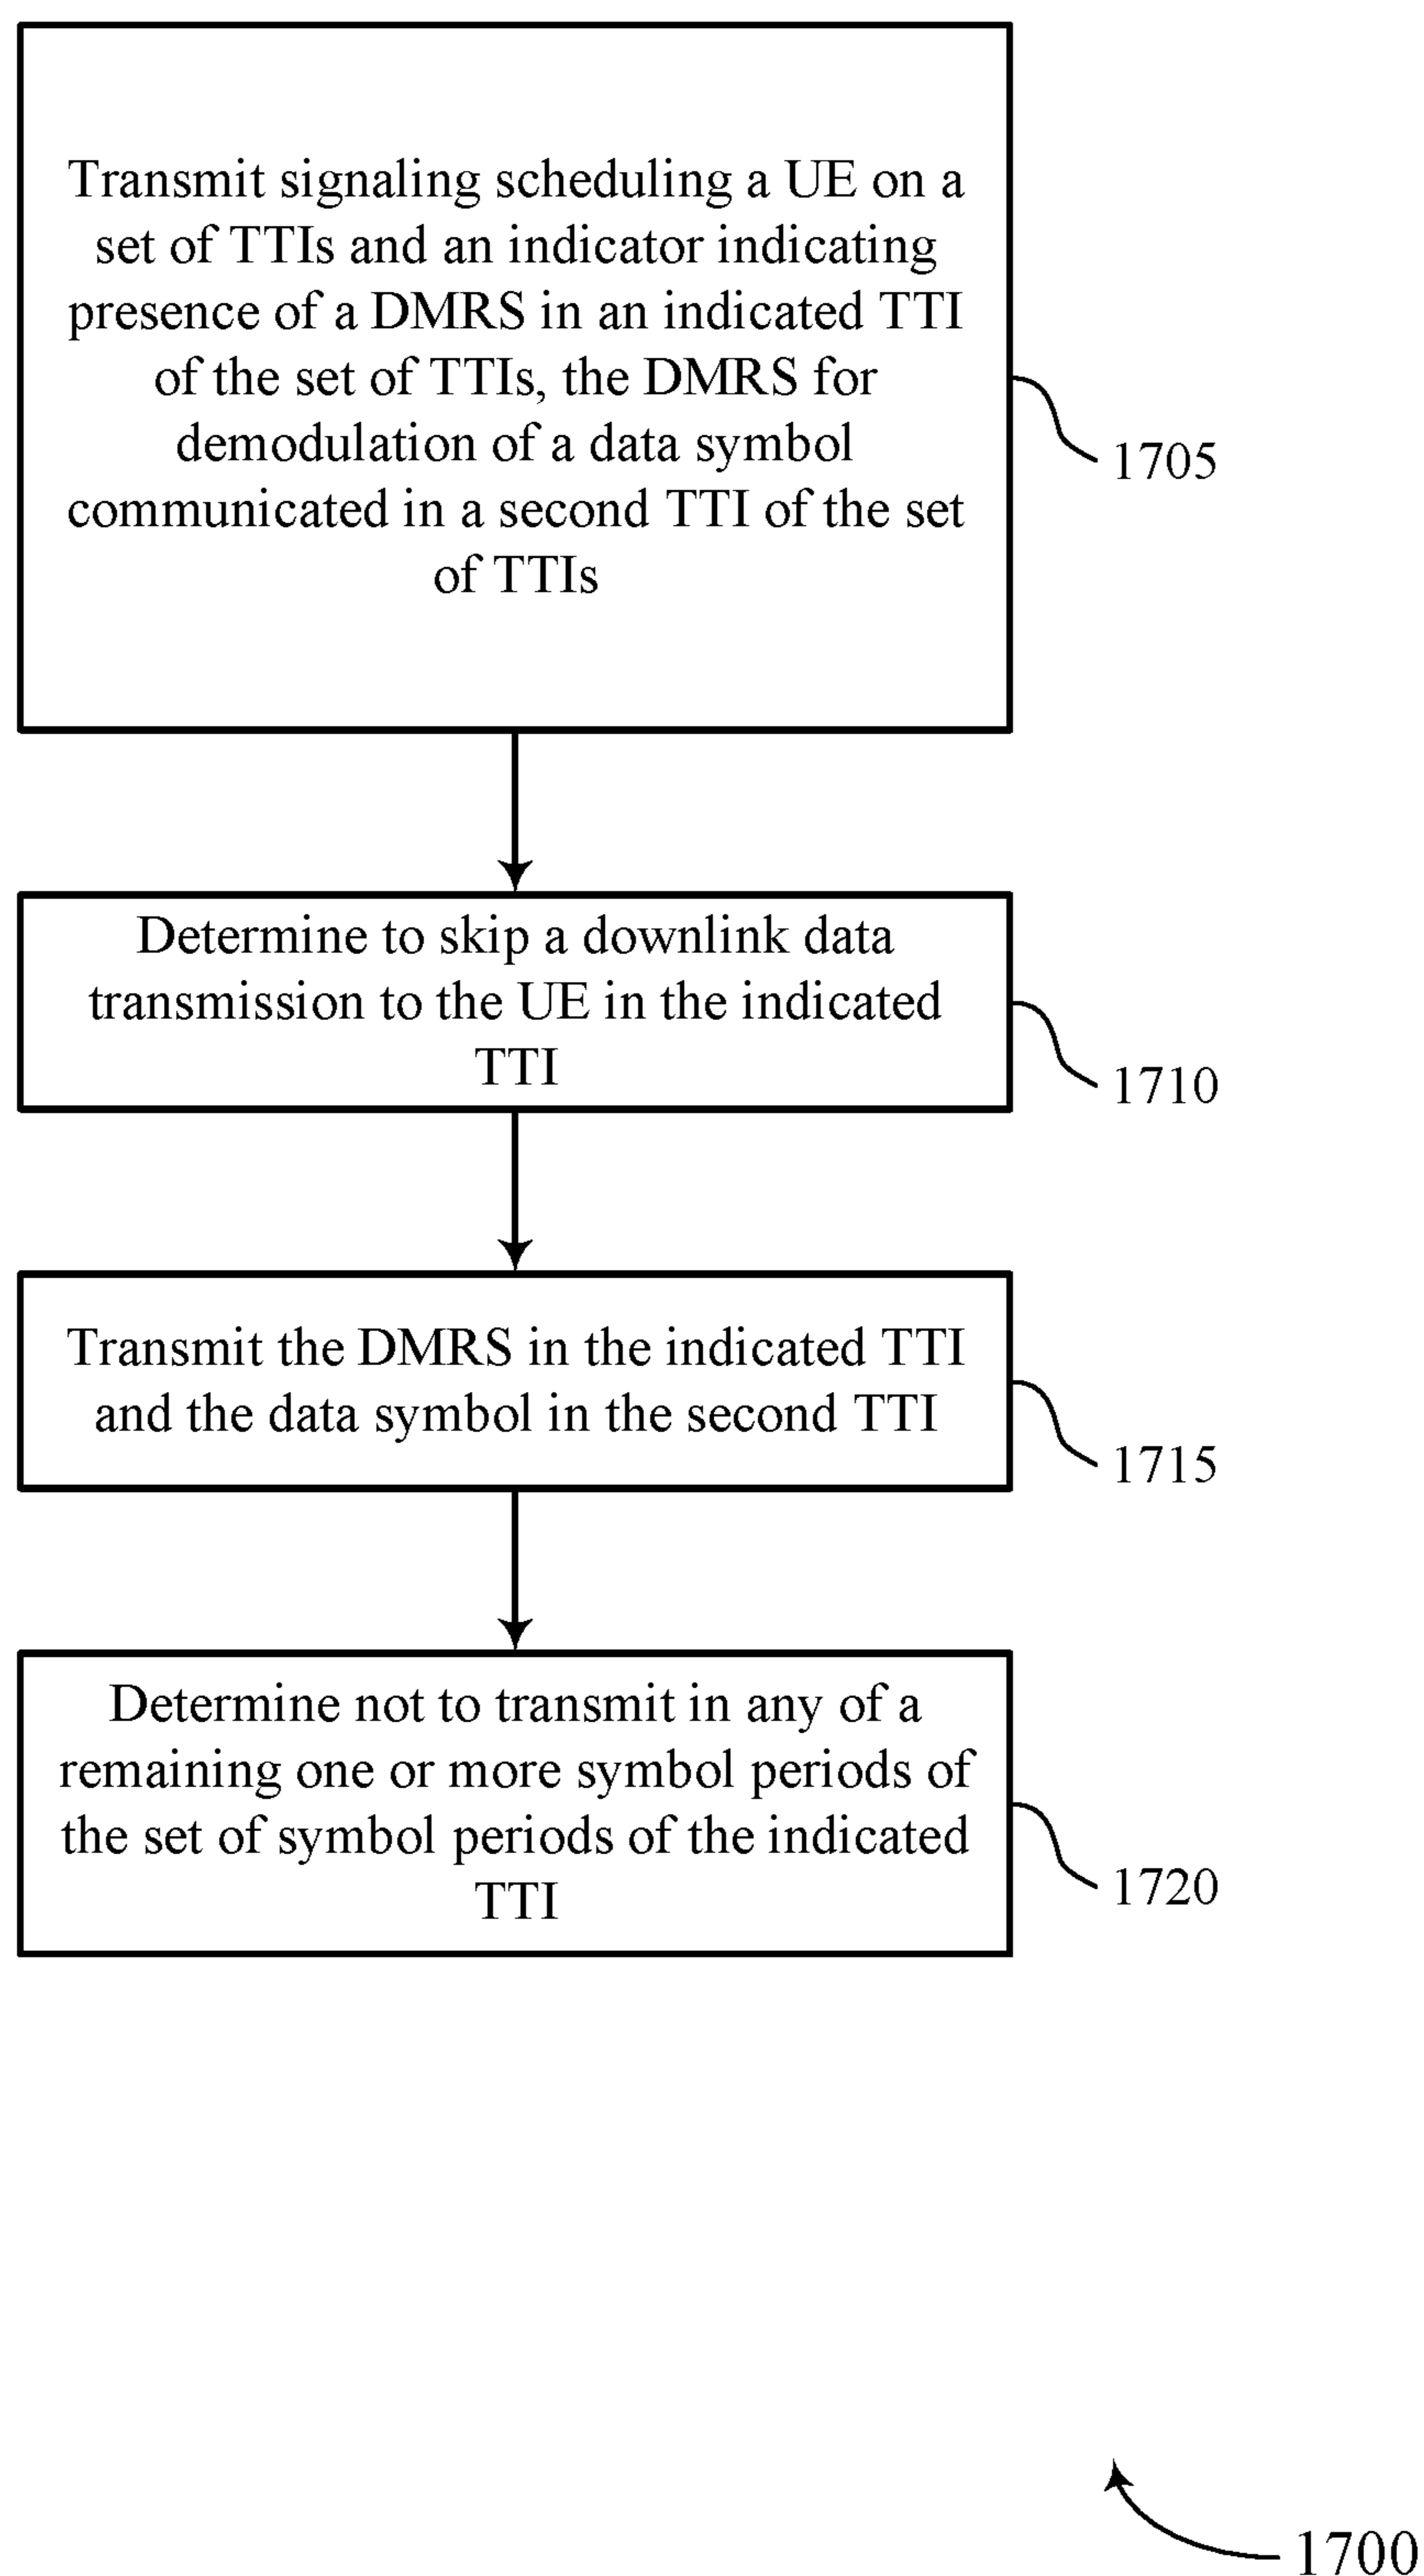 Transmit signaling scheduling a UE on a
set of TTIs and an indicator indicating
presence of a DMRS in an indicated TTI
of the set of TTIs, the DMRS for
demodulation of a data symbol
communicated in a second TTI of the set
of TTIs
1705
Determine to skip a downlink data
transmission to the UE in the indicated
TTI
1710
Transmit the DMRS in the indicated TTI
and the data symbol in the second TTI
1715
Determine not to transmit in any of a
remaining one or more symbol periods of
the set of symbol periods of the indicated
TTI
1720
1700